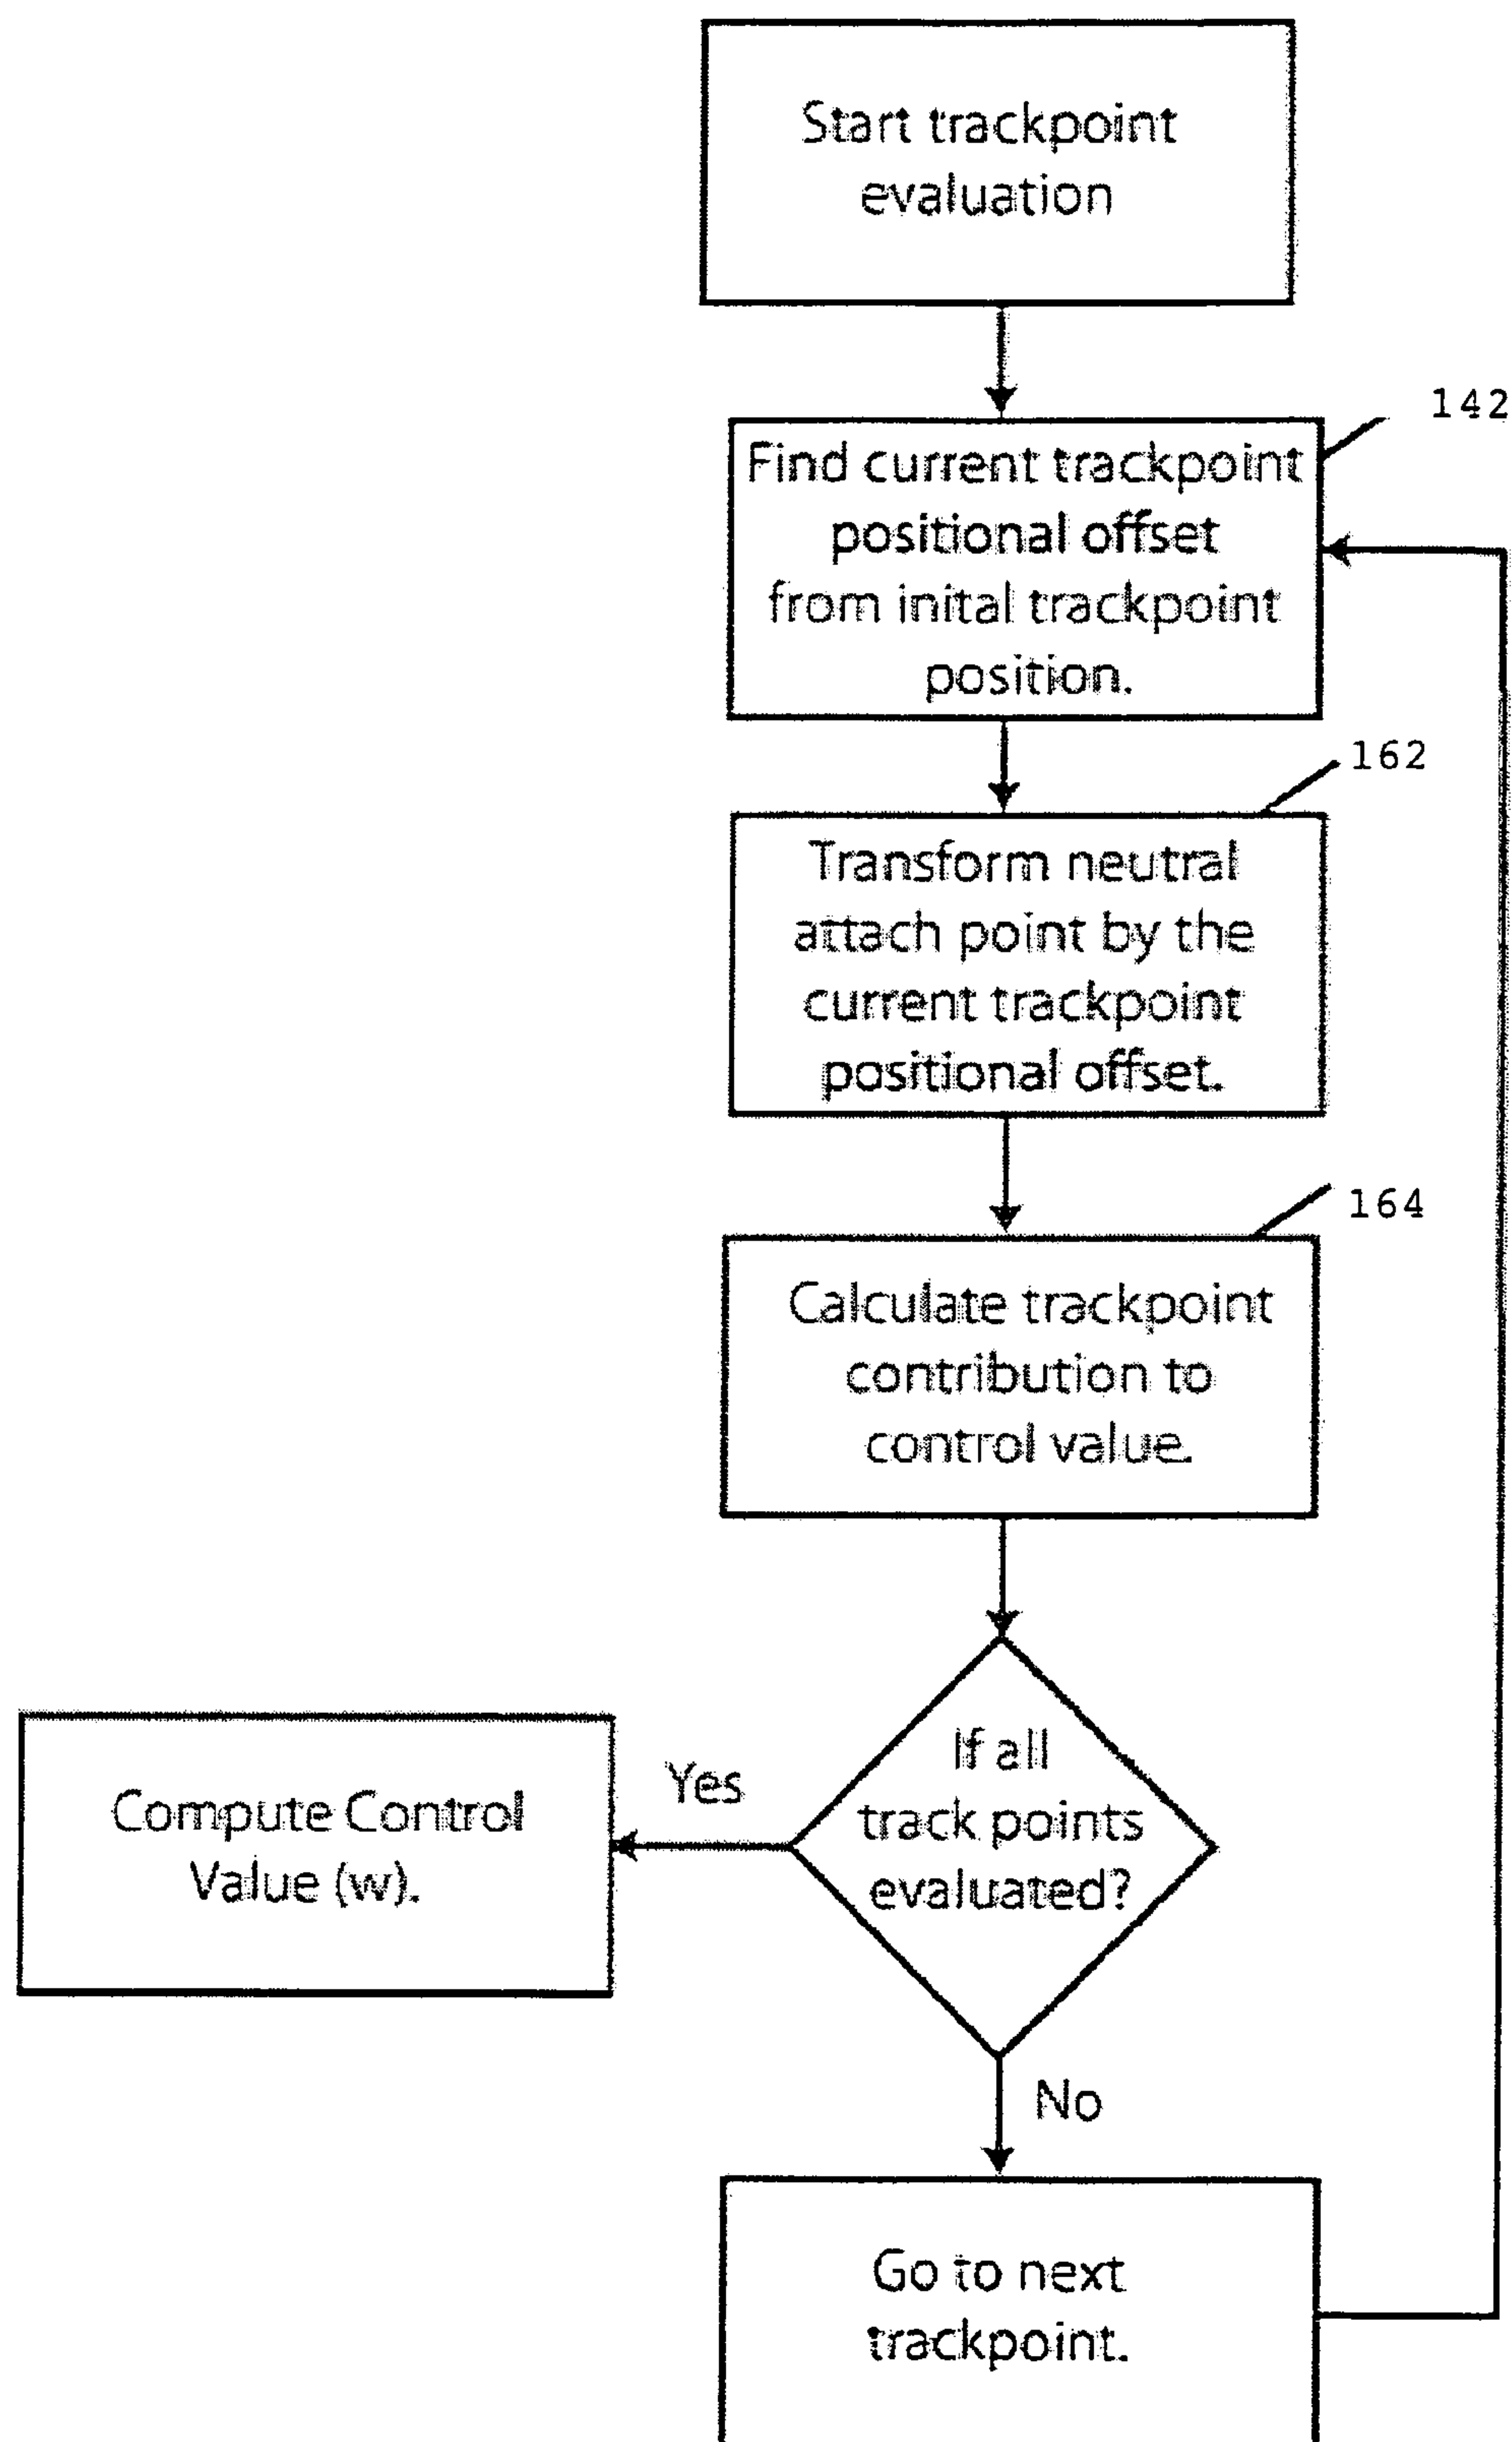 Start trackpoint
evaluation
142
Find current trackpoint
positional offset
from inital trackpoint
position.
162
Transform neutral
attach point by the
current trackpoint
positional offset.
164
Calculate trackpoint
contribution to
control value.
If all
track points
evaluated?
Yes
Compute Control
Value (w).
No
Go to next
trackpoint.